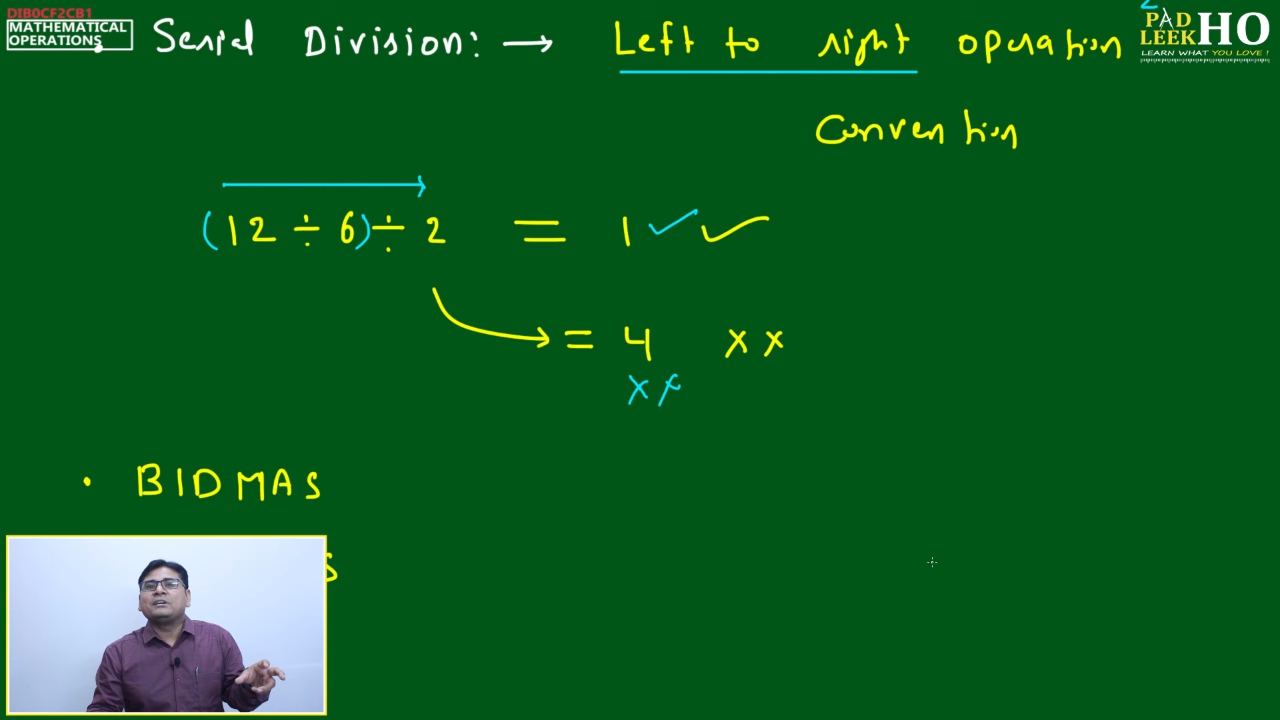 DIB0CF2CB1
MATHEMATICAL
OPERATIONS
PAD
LEEK HO
LEARN WHAT YOU LOVE !
Serial Division: → Left to right operation
Convention
(12 ÷ 6) ÷ 2 = 1 ✓ ✓
= 4 x x
x x
• BIDMAS
S